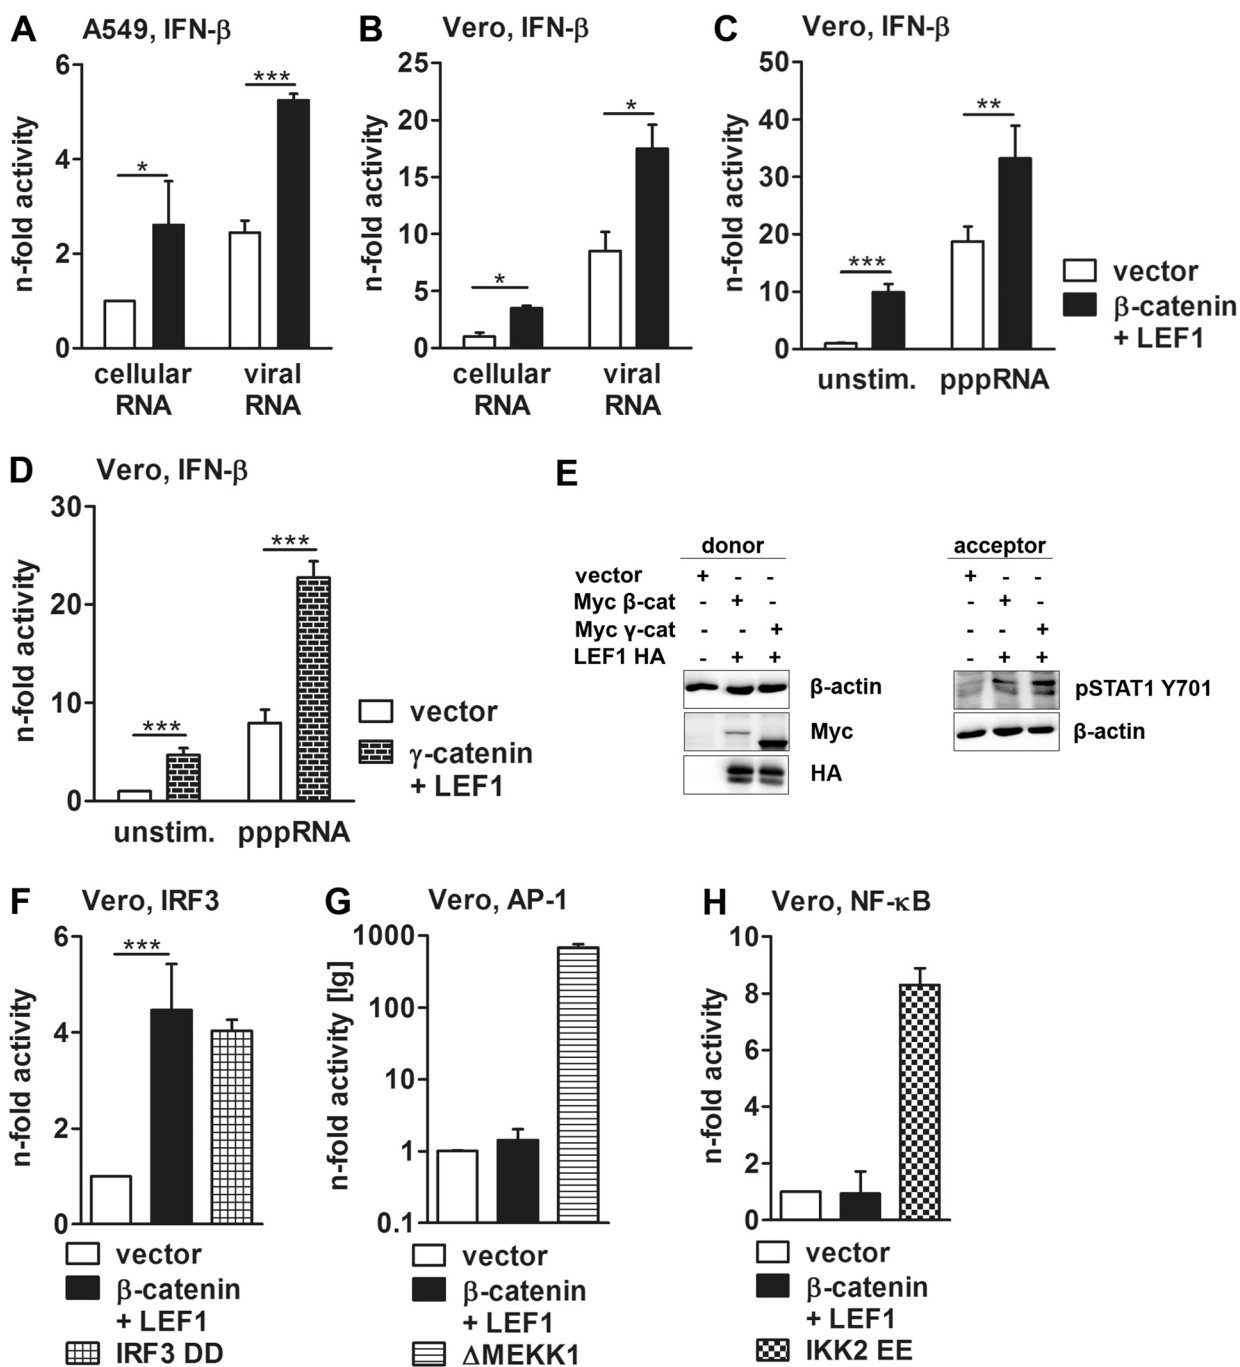 A
A549, IFN-β
n-fold activity
6
4
2
0
*
***
cellular RNA
viral RNA
B
Vero, IFN-β
n-fold activity
25
20
15
10
5
0
*
*
cellular RNA
viral RNA
C
Vero, IFN-β
n-fold activity
50
40
30
20
10
0
***
**
unstim.
pppRNA
vector
β-catenin
+ LEF1
D
Vero, IFN-β
n-fold activity
30
20
10
0
***
***
unstim.
pppRNA
vector
γ-catenin
+ LEF1
E
donor
acceptor
vector + - - + - -
Myc β-cat - + - - + -
Myc γ-cat - - + - - +
LEF1 HA - + + - + +
β-actin
Myc
HA
pSTAT1 Y701
β-actin
F
Vero, IRF3
n-fold activity
6
4
2
0
***
vector
β-catenin
+ LEF1
IRF3 DD
G
Vero, AP-1
n-fold activity [lg]
1000
100
10
1
0.1
vector
β-catenin
+ LEF1
ΔMEKK1
H
Vero, NF-κB
n-fold activity
10
8
6
4
2
0
vector
β-catenin
+ LEF1
IKK2 EE